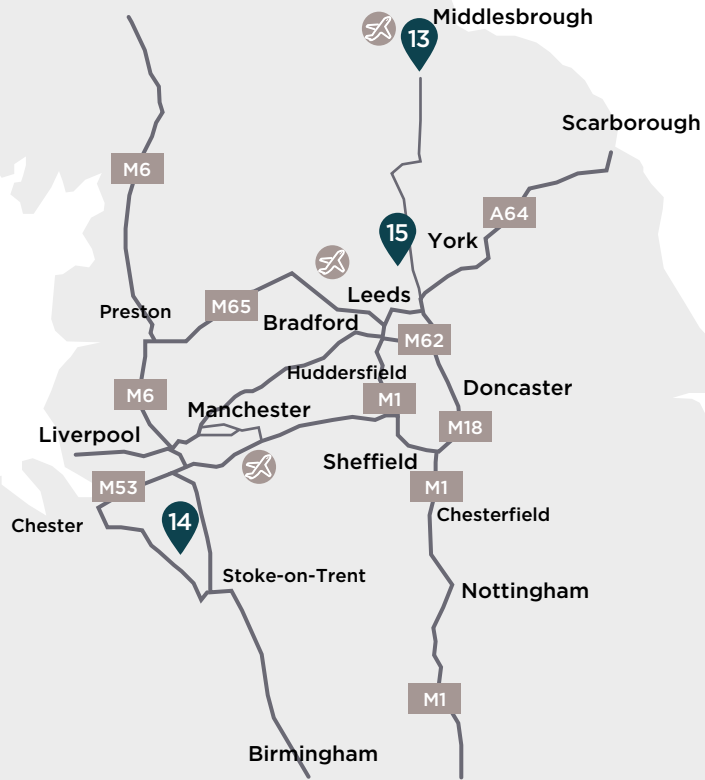 Middlesbrough
13
Scarborough
M6
A64
15
York
Leeds
M65
Preston
Bradford
M62
Huddersfield
Doncaster
M6
M1
Manchester
M18
Liverpool
Sheffield
M53
M1
Chesterfield
14
Chester
Stoke-on-Trent
Nottingham
M1
Birmingham